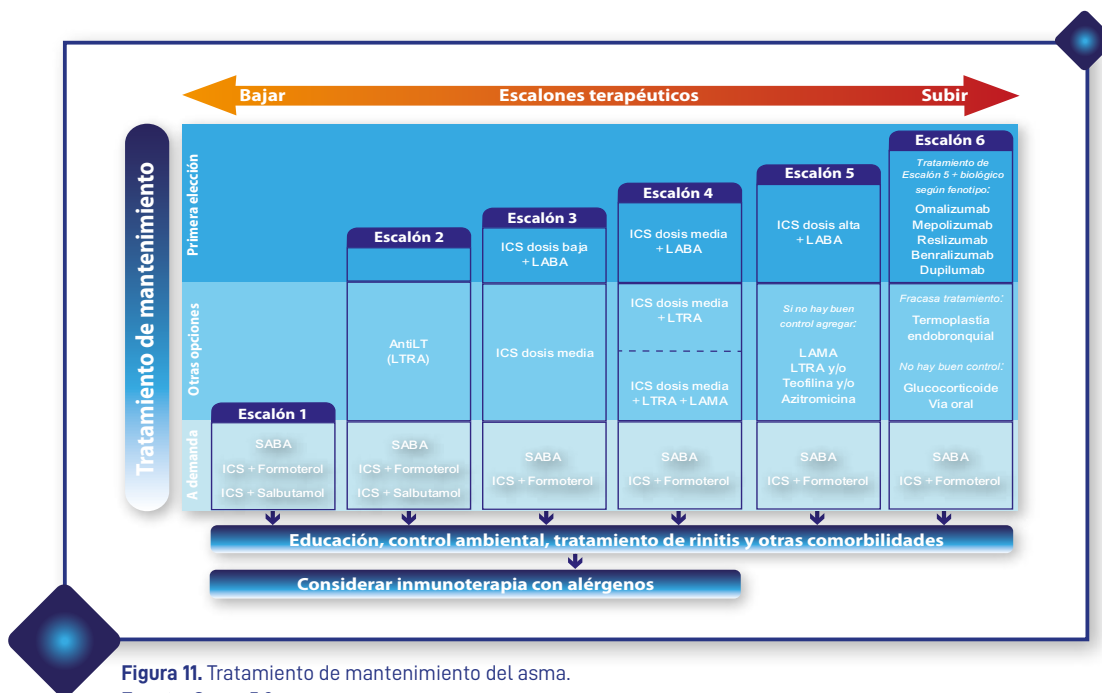 Bajar Escalones terapéuticos Subir
Tratamiento de mantenimiento
Primera elección
Otras opciones
A demanda
Escalón 1
SABA
ICS + Formoterol
ICS + Salbutamol
Escalón 2
AntiLT
(LTRA)
SABA
ICS + Formoterol
ICS + Salbutamol
Escalón 3
ICS dosis baja
+ LABA
ICS dosis media
SABA
ICS + Formoterol
Escalón 4
ICS dosis media
+ LABA
ICS dosis media
+ LTRA
ICS dosis media
+ LTRA + LAMA
SABA
ICS + Formoterol
Escalón 5
ICS dosis alta
+ LABA
Si no hay buen
control agregar:
LAMA
LTRA y/o
Teofilina y/o
Azitromicina
SABA
ICS + Formoterol
Escalón 6
Tratamiento de
Escalón 5 + biológico
según fenotipo:
Omalizumab
Mepolizumab
Reslizumab
Benralizumab
Dupilumab
Fracasa tratamiento:
Termoplastia
endobronquial
No hay buen control:
Glucocorticoide
Via oral
SABA
ICS + Formoterol
Educación, control ambiental, tratamiento de rinitis y otras comorbilidades
Considerar inmunoterapia con alérgenos
Figura 11. Tratamiento de mantenimiento del asma.